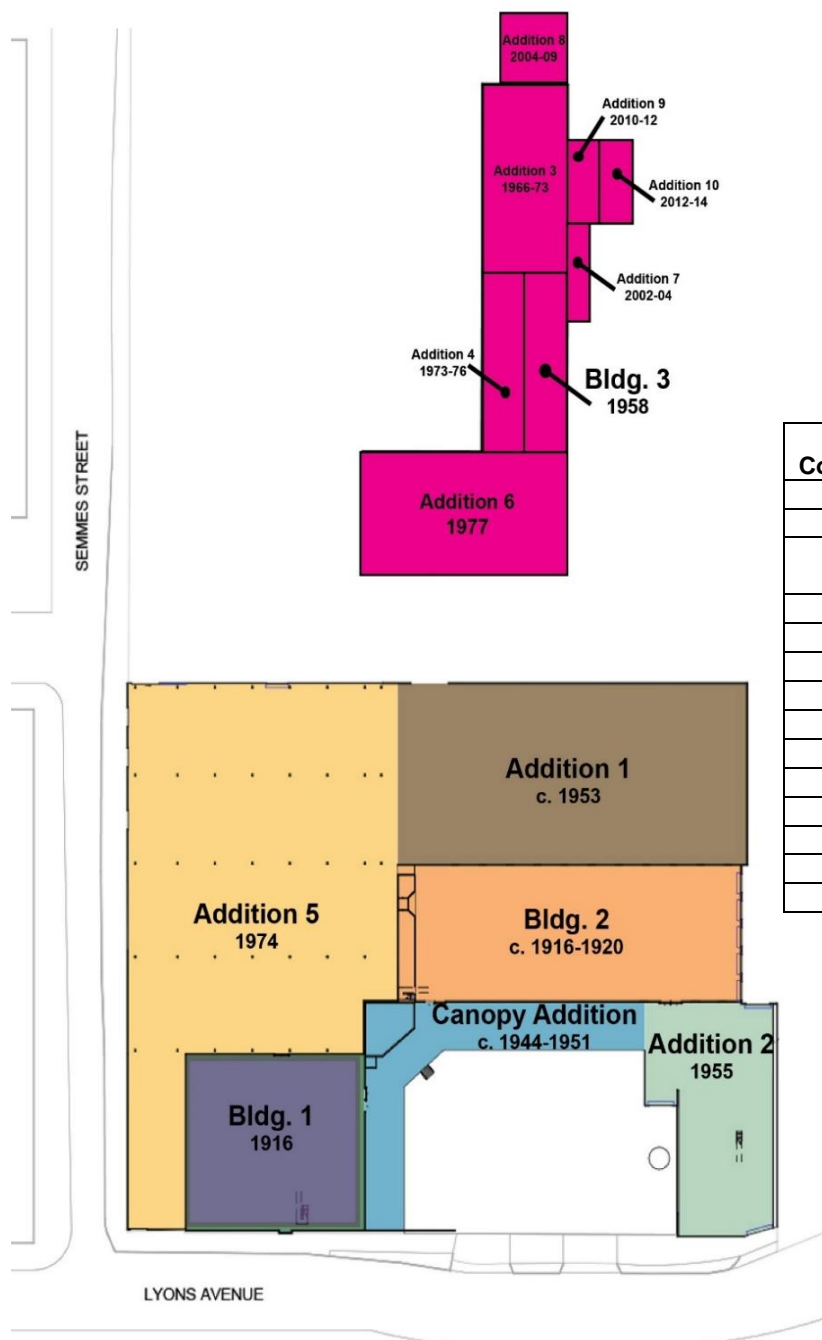 Addition 8
2004-09
Addition 9
2010-12
Addition 3
1966-73
Addition 10
2012-14
Addition 7
2002-04
Addition 4
1973-76
Bldg. 3
1958
SEMMES STREET
Co
Addition 6
1977
Addition 1
c. 1953
Addition 5
1974
Bldg. 2
c. 1916-1920
Canopy Addition
c. 1944-1951
Addition 2
1955
Bldg. 1
1916
LYONS AVENUE